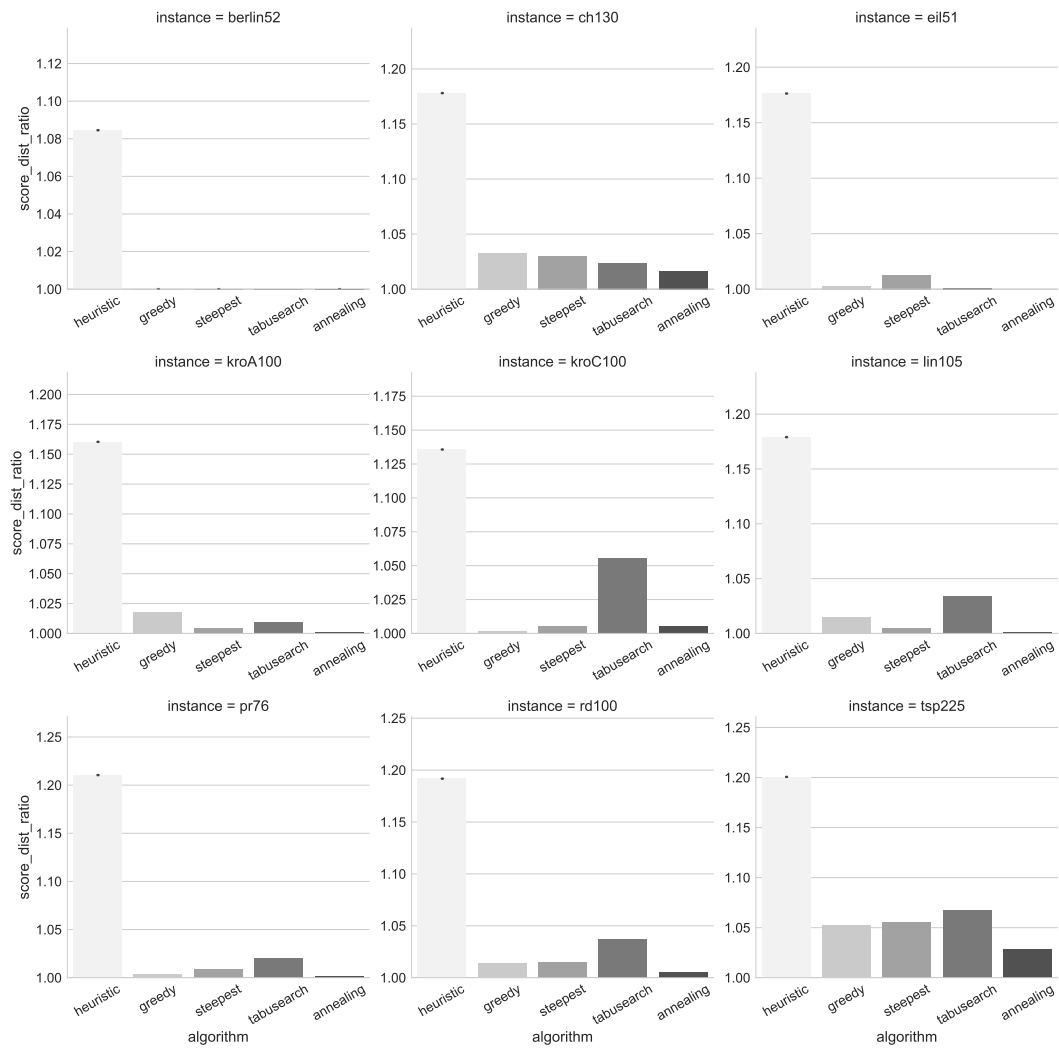 instance = berlin52
1.12
1.10
1.08
1.06
1.04
1.02
1.00
score_dist_ratio
heuristic
greedy
steepest
tabusearch
annealing
instance = ch130
1.20
1.15
1.10
1.05
1.00
heuristic
greedy
steepest
tabusearch
annealing
instance = eil51
1.20
1.15
1.10
1.05
1.00
heuristic
greedy
steepest
tabusearch
annealing
instance = kroA100
1.200
1.175
1.150
1.125
1.100
1.075
1.050
1.025
1.000
score_dist_ratio
heuristic
greedy
steepest
tabusearch
annealing
instance = kroC100
1.175
1.150
1.125
1.100
1.075
1.050
1.025
1.000
heuristic
greedy
steepest
tabusearch
annealing
instance = lin105
1.20
1.15
1.10
1.05
1.00
heuristic
greedy
steepest
tabusearch
annealing
instance = pr76
1.25
1.20
1.15
1.10
1.05
1.00
score_dist_ratio
heuristic
greedy
steepest
tabusearch
annealing
algorithm
instance = rd100
1.25
1.20
1.15
1.10
1.05
1.00
heuristic
greedy
steepest
tabusearch
annealing
algorithm
instance = tsp225
1.25
1.20
1.15
1.10
1.05
1.00
heuristic
greedy
steepest
tabusearch
annealing
algorithm